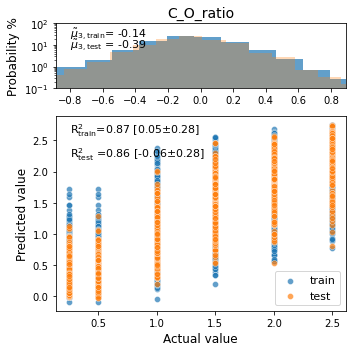 C_O_ratio
Probability %
10²
10¹
10⁰
10⁻¹
μ̃₃,train= -0.14
μ̃₃,test = -0.39
−0.8 −0.6 −0.4 −0.2 0.0 0.2 0.4 0.6 0.8
Predicted value
2.5
2.0
1.5
1.0
0.5
0.0
R²train=0.87 [0.05±0.28]
R²test =0.86 [-0.06±0.28]
train
test
0.5 1.0 1.5 2.0 2.5
Actual value